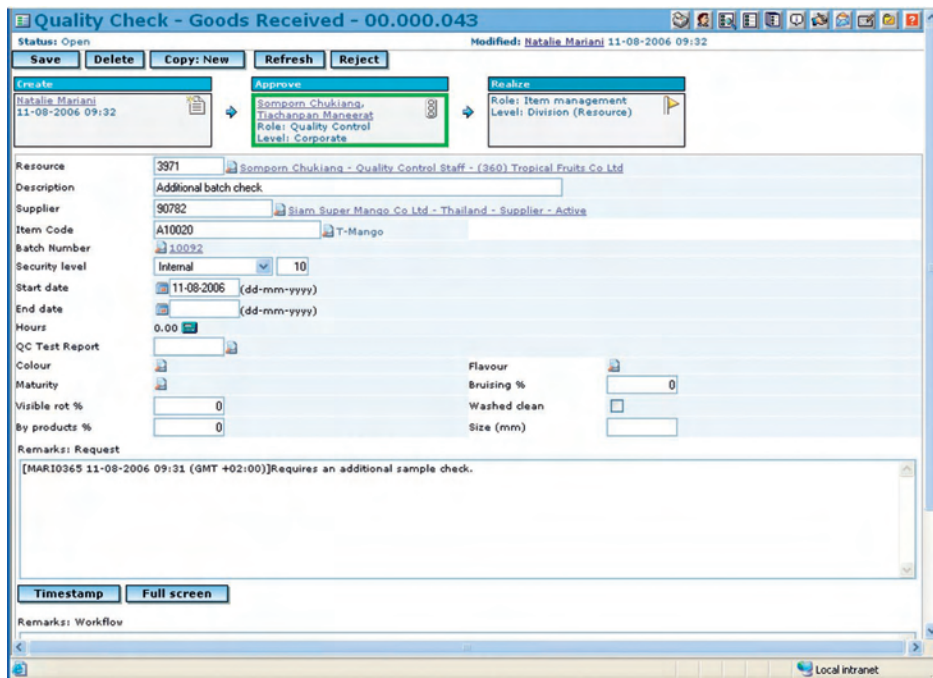 Quality Check - Goods Received - 00.000.043
Status: Open Modified: Natalie Mariani 11-08-2006 09:32
Save Delete Copy: New Refresh Reject
Create Approve Realize
Natalie Mariani Somporn Chukiang, Role: Item management
11-08-2006 09:32 Tiachanpan Maneerat Level: Division (Resource)
Role: Quality Control
Level: Corporate
Resource 3971 Somporn Chukiang - Quality Control Staff - (360) Tropical Fruits Co Ltd
Description Additional batch check
Supplier 90782 Siam Super Mango Co Ltd - Thailand - Supplier - Active
Item Code A10020 T-Mango
Batch Number 10092
Security level Internal 10
Start date 11-08-2006 (dd-mm-yyyy)
End date (dd-mm-yyyy)
Hours 0.00
QC Test Report
Colour Flavour
Maturity Bruising % 0
Visible rot % 0 Washed clean
By products % 0 Size (mm)
Remarks: Request
[MARI0365 11-08-2006 09:31 (GMT +02:00)]Requires an additional sample check.
Timestamp Full screen
Remarks: Workflow
Local intranet